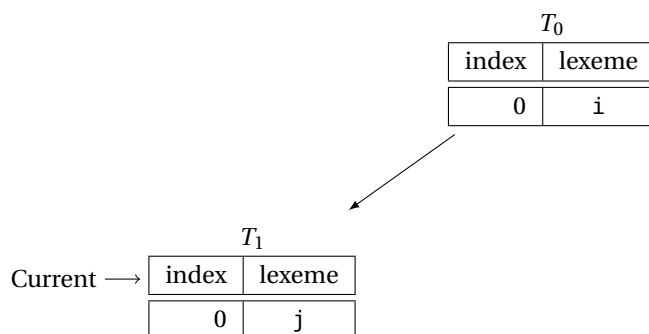 T₀
index lexeme
0 i
T₁
Current index lexeme
0 j